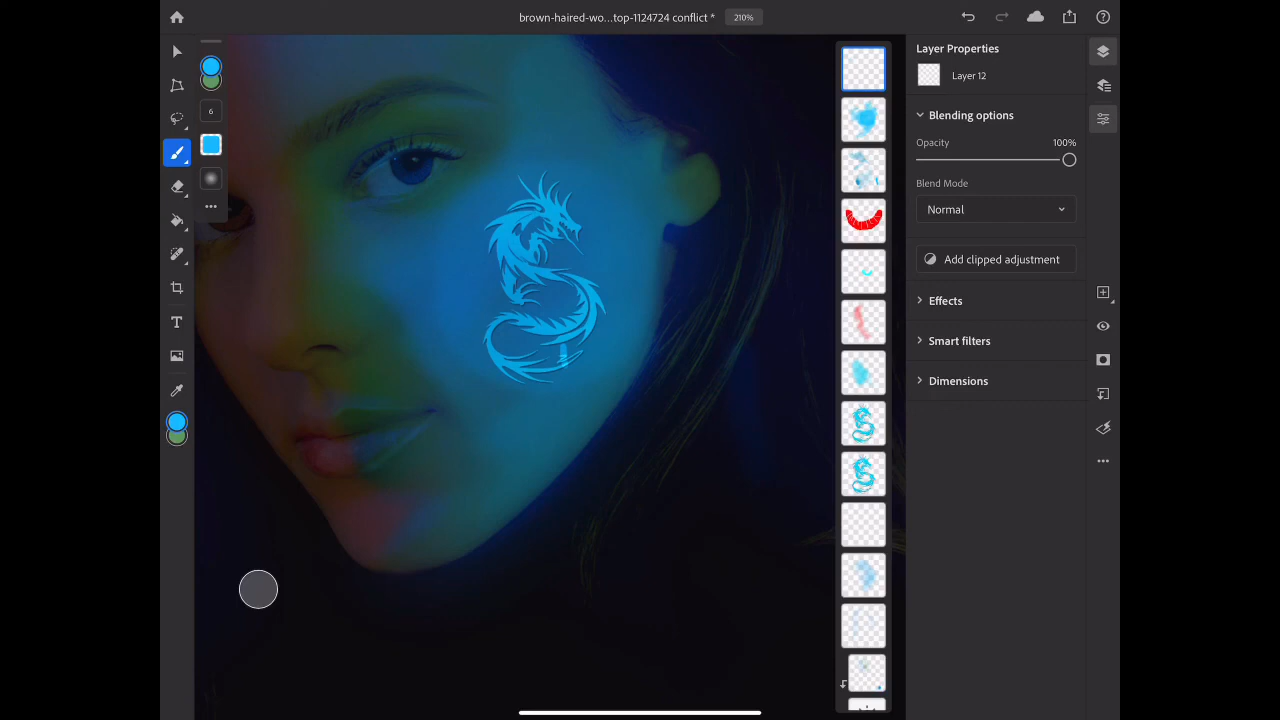 brown-haired-wo...top-1124724 conflict *
210%
Layer Properties
Layer 12
Blending options
Opacity
100%
Blend Mode
Normal
Add clipped adjustment
Effects
Smart filters
Dimensions
6
T